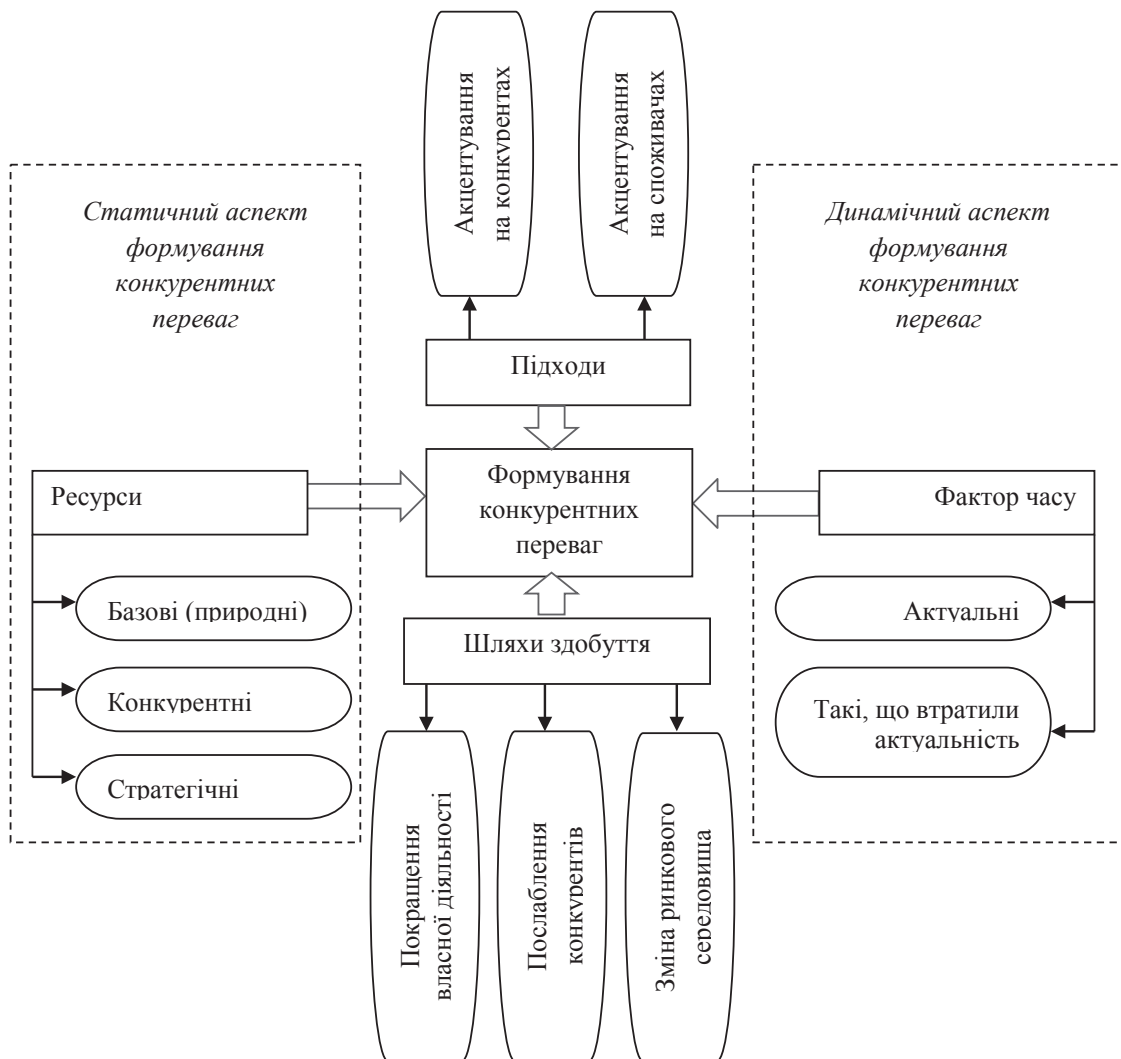 Акцентування
на конкурентах
Акцентування
на споживачах
Статичний аспект
формування
конкурентних
переваг
Динамічний аспект
формування
конкурентних
переваг
Підходи
Ресурси
Формування
конкурентних
переваг
Фактор часу
Базові (природні)
Конкурентні
Стратегічні
Шляхи здобуття
Актуальні
Такі, що втратили
актуальність
Покращення
власної діяльності
Послаблення
конкурентів
Зміна ринкового
середовища